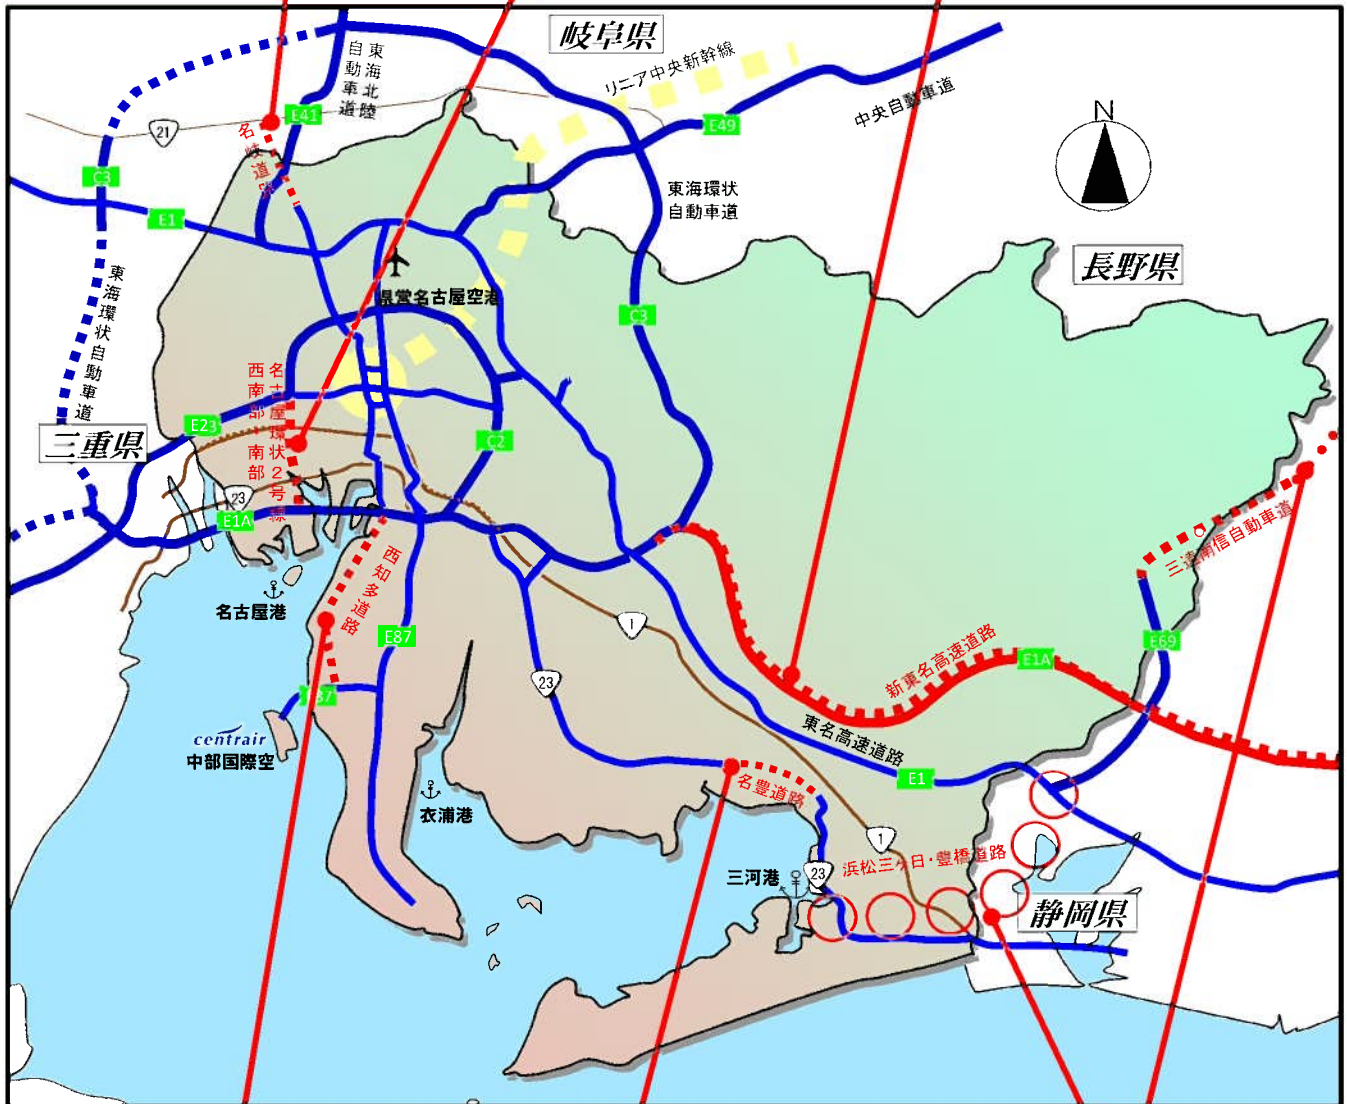 岐阜県
リニア中央新幹線
東海北陸
自動車道
中央自動車道
N
21
E41
E49
名岐道路
C3
E1
東海環状
自動車道
長野県
東海環状自動車道
県営名古屋空港
C3
名古屋環状2号線
西南部・南部
三重県
E23
C2
23
E1A
西知多道路
三遠南信自動車道
名古屋港
1
E87
E69
新東名高速道路
E1A
23
centrair
中部国際空
東名高速道路
E1
名豊道路
衣浦港
1
浜松三ヶ日・豊橋道路
三河港
23
静岡県